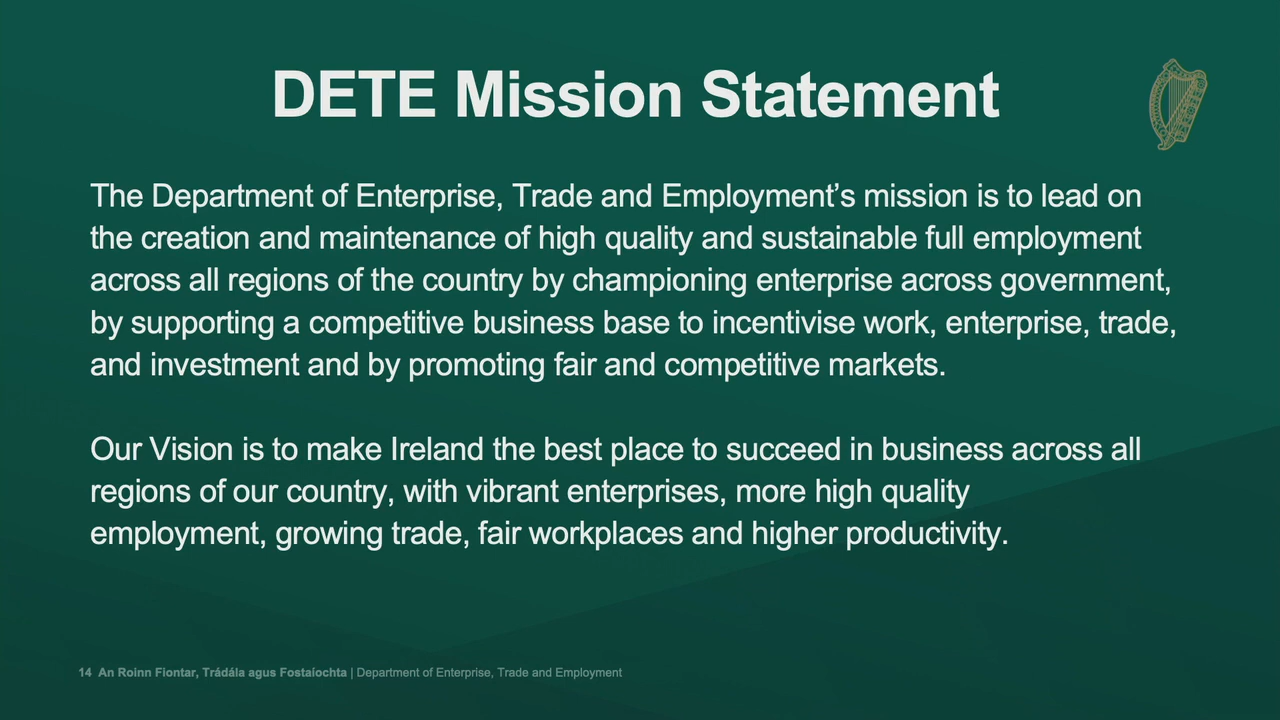 DETE Mission Statement
The Department of Enterprise, Trade and Employment’s mission is to lead on
the creation and maintenance of high quality and sustainable full employment
across all regions of the country by championing enterprise across government,
by supporting a competitive business base to incentivise work, enterprise, trade,
and investment and by promoting fair and competitive markets.
Our Vision is to make Ireland the best place to succeed in business across all
regions of our country, with vibrant enterprises, more high quality
employment, growing trade, fair workplaces and higher productivity.
14 An Roinn Fiontar, Trádála agus Fostaíochta | Department of Enterprise, Trade and Employment